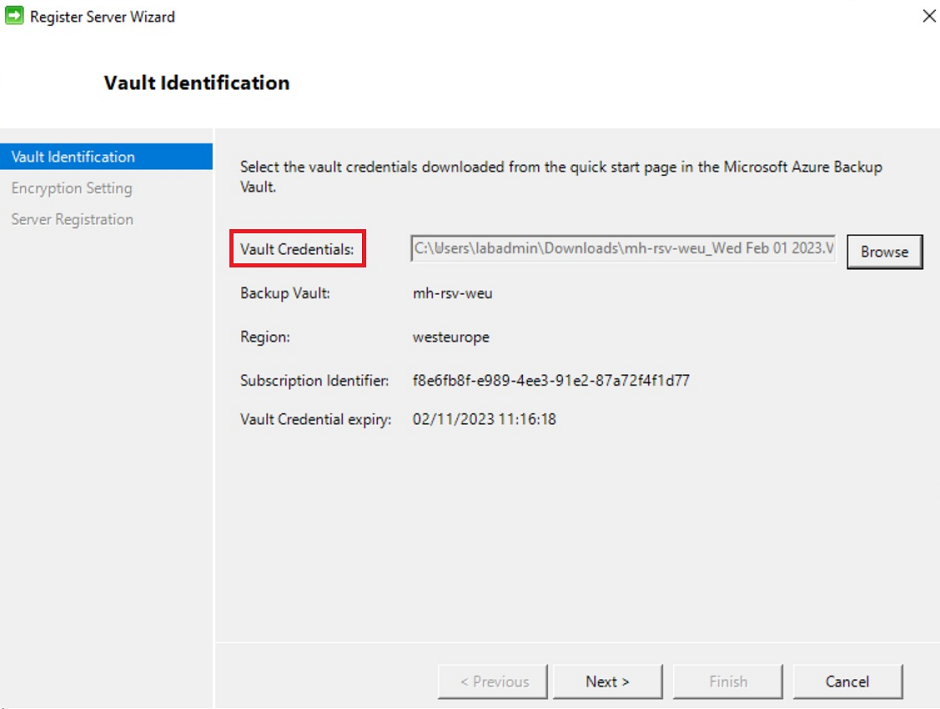 Register Server Wizard
Vault Identification
Vault Identification
Encryption Setting
Server Registration
Select the vault credentials downloaded from the quick start page in the Microsoft Azure Backup
Vault.
Vault Credentials: C:\Users\labadmin\Downloads\mh-rsv-weu_Wed Feb 01 2023.V Browse
Backup Vault: mh-rsv-weu
Region: westeurope
Subscription Identifier: f8e6fb8f-e989-4ee3-91e2-87a72f4f1d77
Vault Credential expiry: 02/11/2023 11:16:18
< Previous Next > Finish Cancel